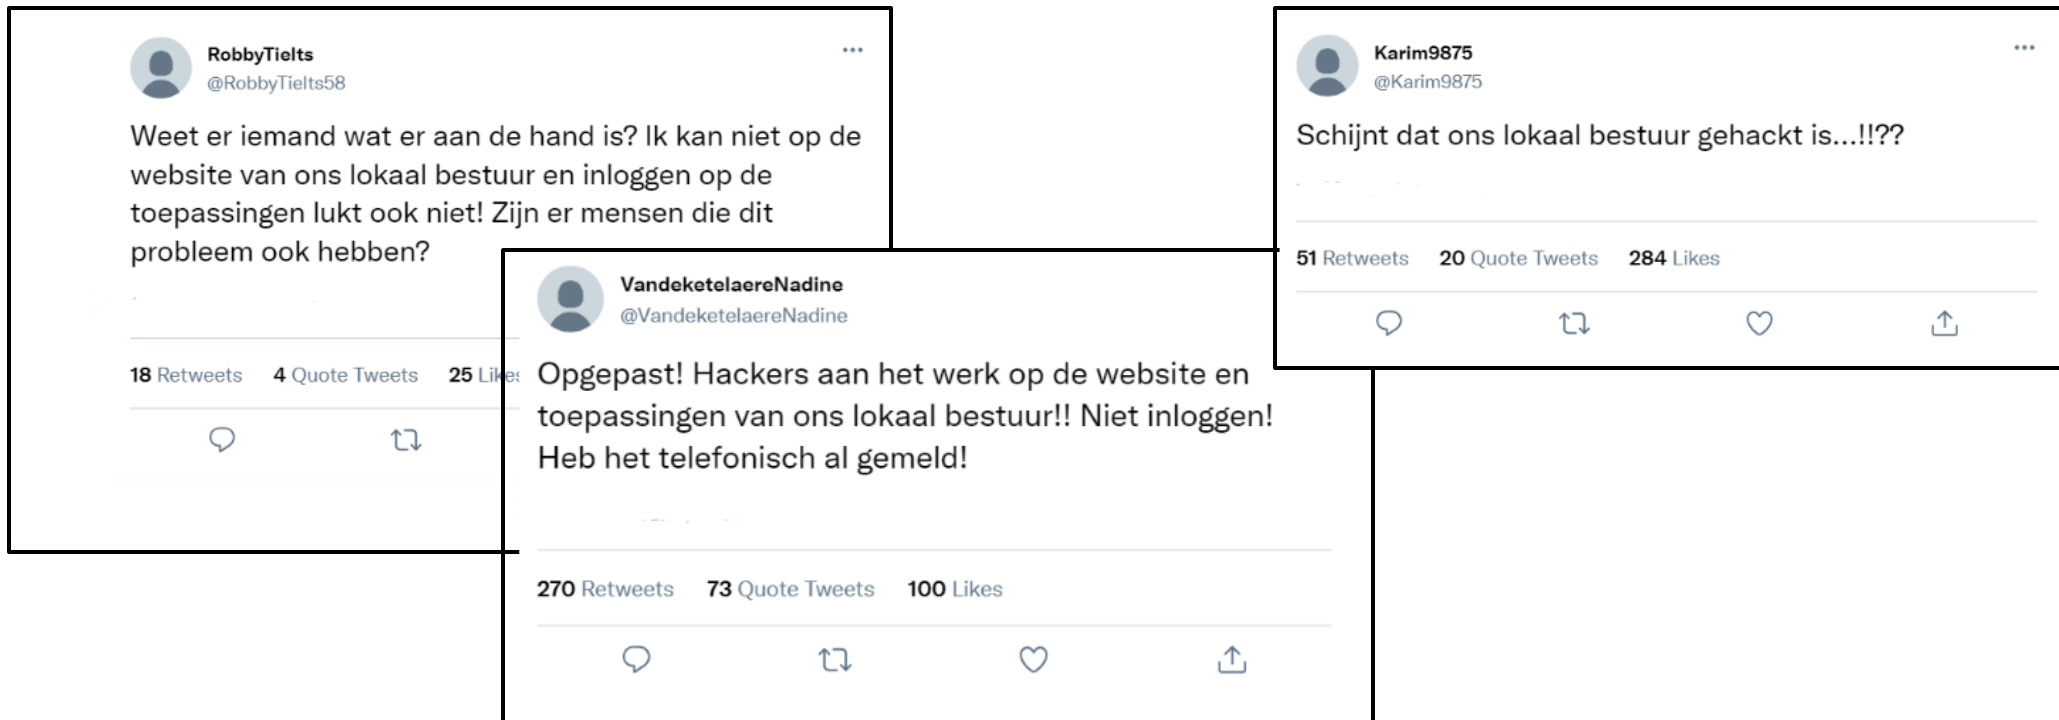 RobbyTielts
@RobbyTielts58
Weet er iemand wat er aan de hand is? Ik kan niet op de
website van ons lokaal bestuur en inloggen op de
toepassingen lukt ook niet! Zijn er mensen die dit
probleem ook hebben?
18 Retweets 4 Quote Tweets 25 Likes
VandeketelaereNadine
@VandeketelaereNadine
Opgepast! Hackers aan het werk op de website en
toepassingen van ons lokaal bestuur!! Niet inloggen!
Heb het telefonisch al gemeld!
270 Retweets 73 Quote Tweets 100 Likes
Karim9875
@Karim9875
Schijnt dat ons lokaal bestuur gehackt is...!!??
51 Retweets 20 Quote Tweets 284 Likes